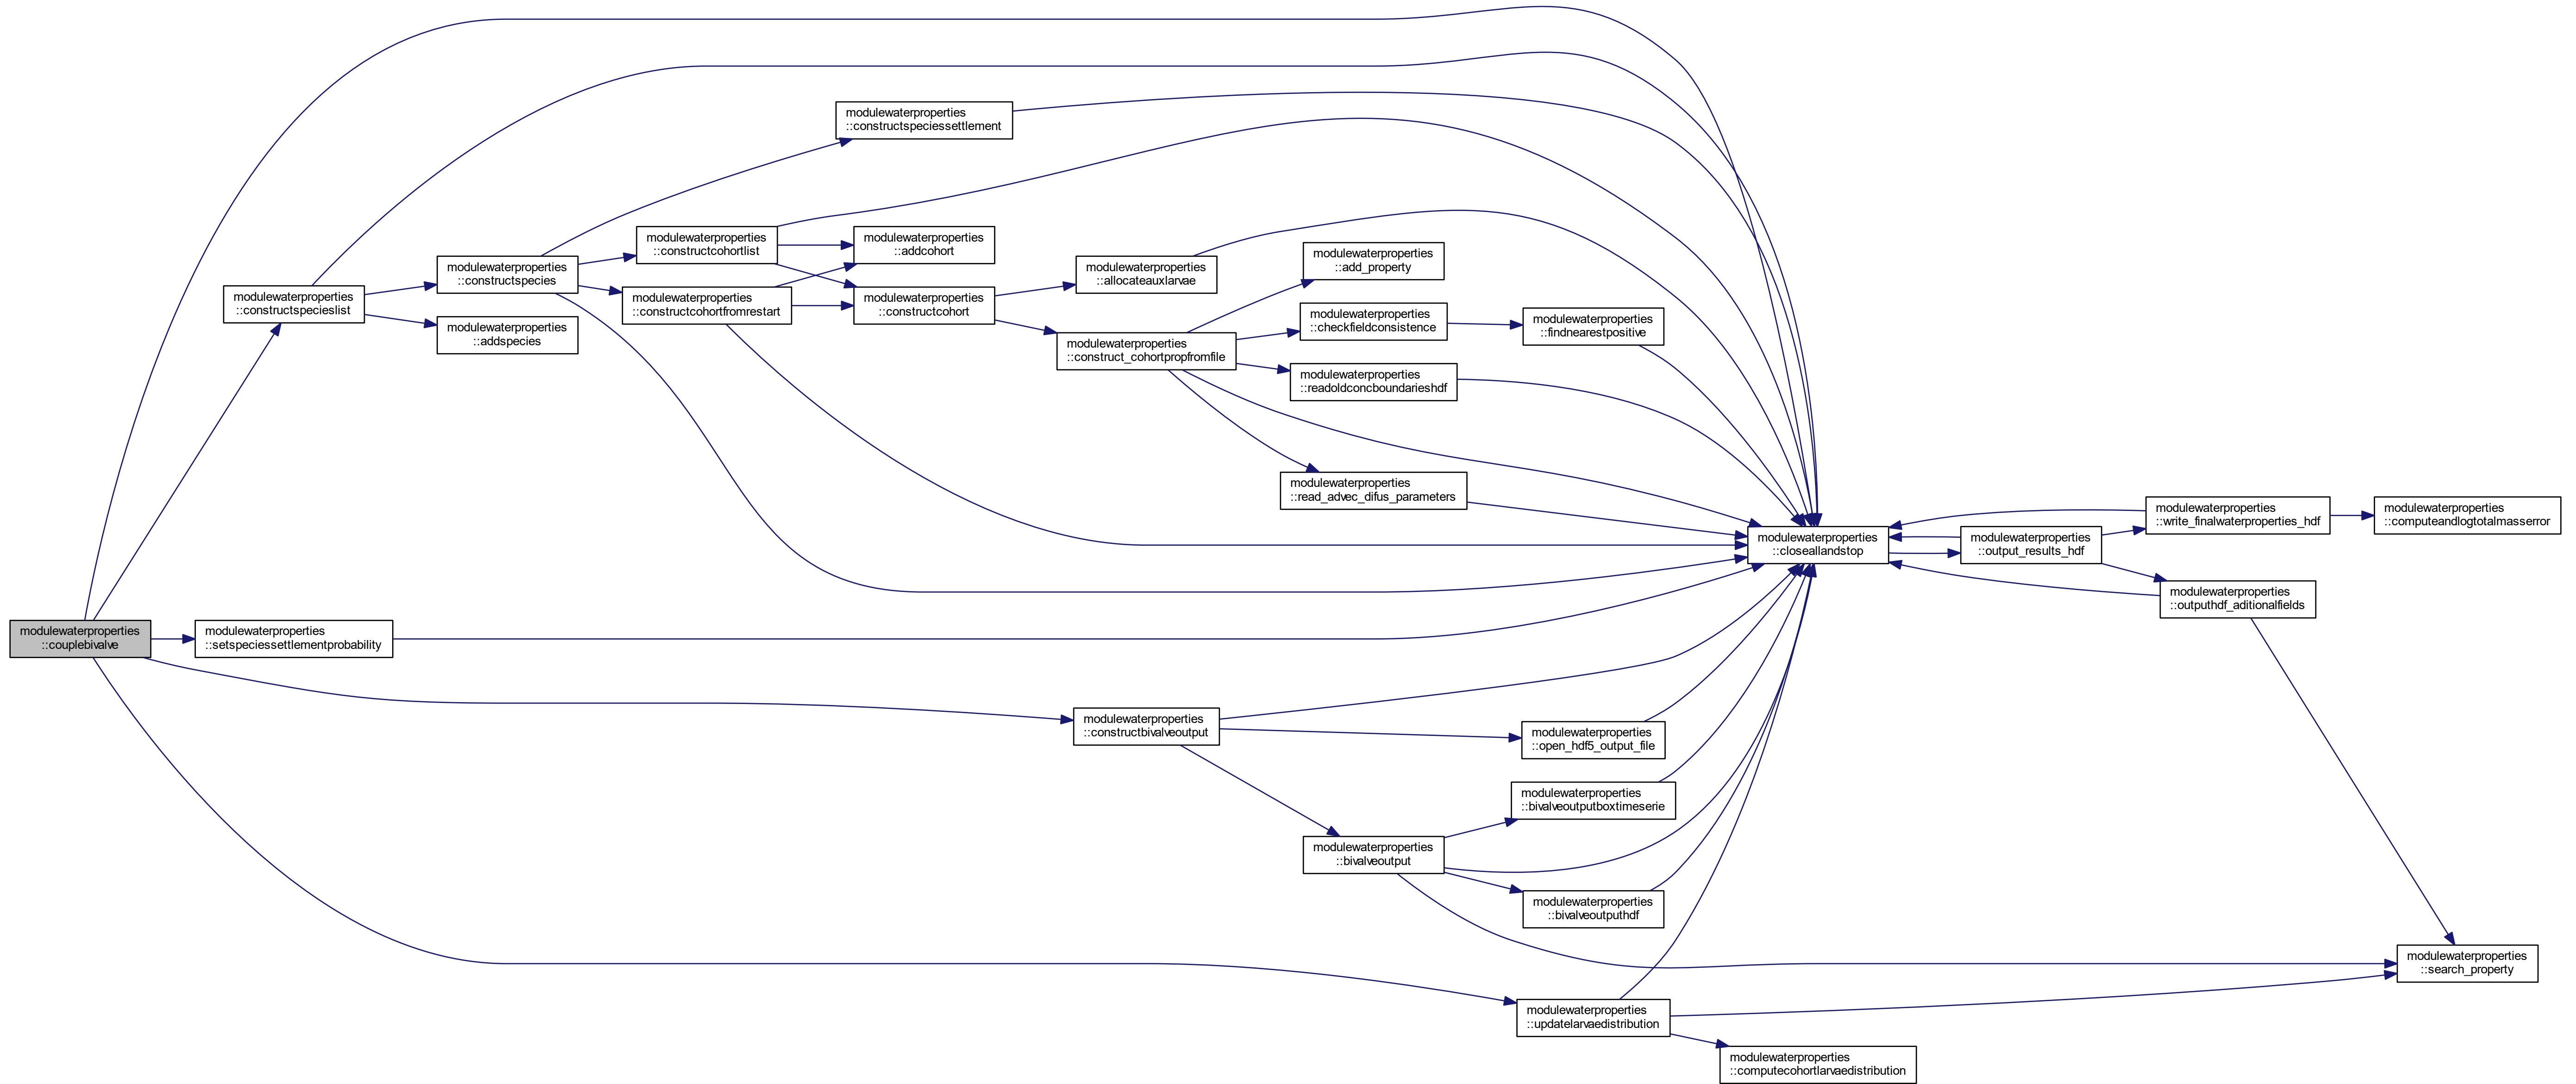 modulewaterproperties
::constructspeciessettlement
modulewaterproperties
::constructcohortlist
modulewaterproperties
::addcohort
modulewaterproperties
::add_property
modulewaterproperties
::constructspecies
modulewaterproperties
::allocateauxlarvae
modulewaterproperties
::constructspecieslist
modulewaterproperties
::constructcohortfromrestart
modulewaterproperties
::constructcohort
modulewaterproperties
::checkfieldconsistence
modulewaterproperties
::findnearestpositive
modulewaterproperties
::addspecies
modulewaterproperties
::construct_cohortpropfromfile
modulewaterproperties
::readoldconcboundarieshdf
modulewaterproperties
::read_advec_difus_parameters
modulewaterproperties
::write_finalwaterproperties_hdf
modulewaterproperties
::computeandlogtotalmasserror
modulewaterproperties
::closeallandstop
modulewaterproperties
::output_results_hdf
modulewaterproperties
::outputhdf_aditionalfields
modulewaterproperties
::couplebivalve
modulewaterproperties
::setspeciessettlementprobability
modulewaterproperties
::constructbivalveoutput
modulewaterproperties
::open_hdf5_output_file
modulewaterproperties
::bivalveoutputboxtimeserie
modulewaterproperties
::bivalveoutput
modulewaterproperties
::bivalveoutputhdf
modulewaterproperties
::search_property
modulewaterproperties
::updatelarvaedistribution
modulewaterproperties
::computecohortlarvaedistribution